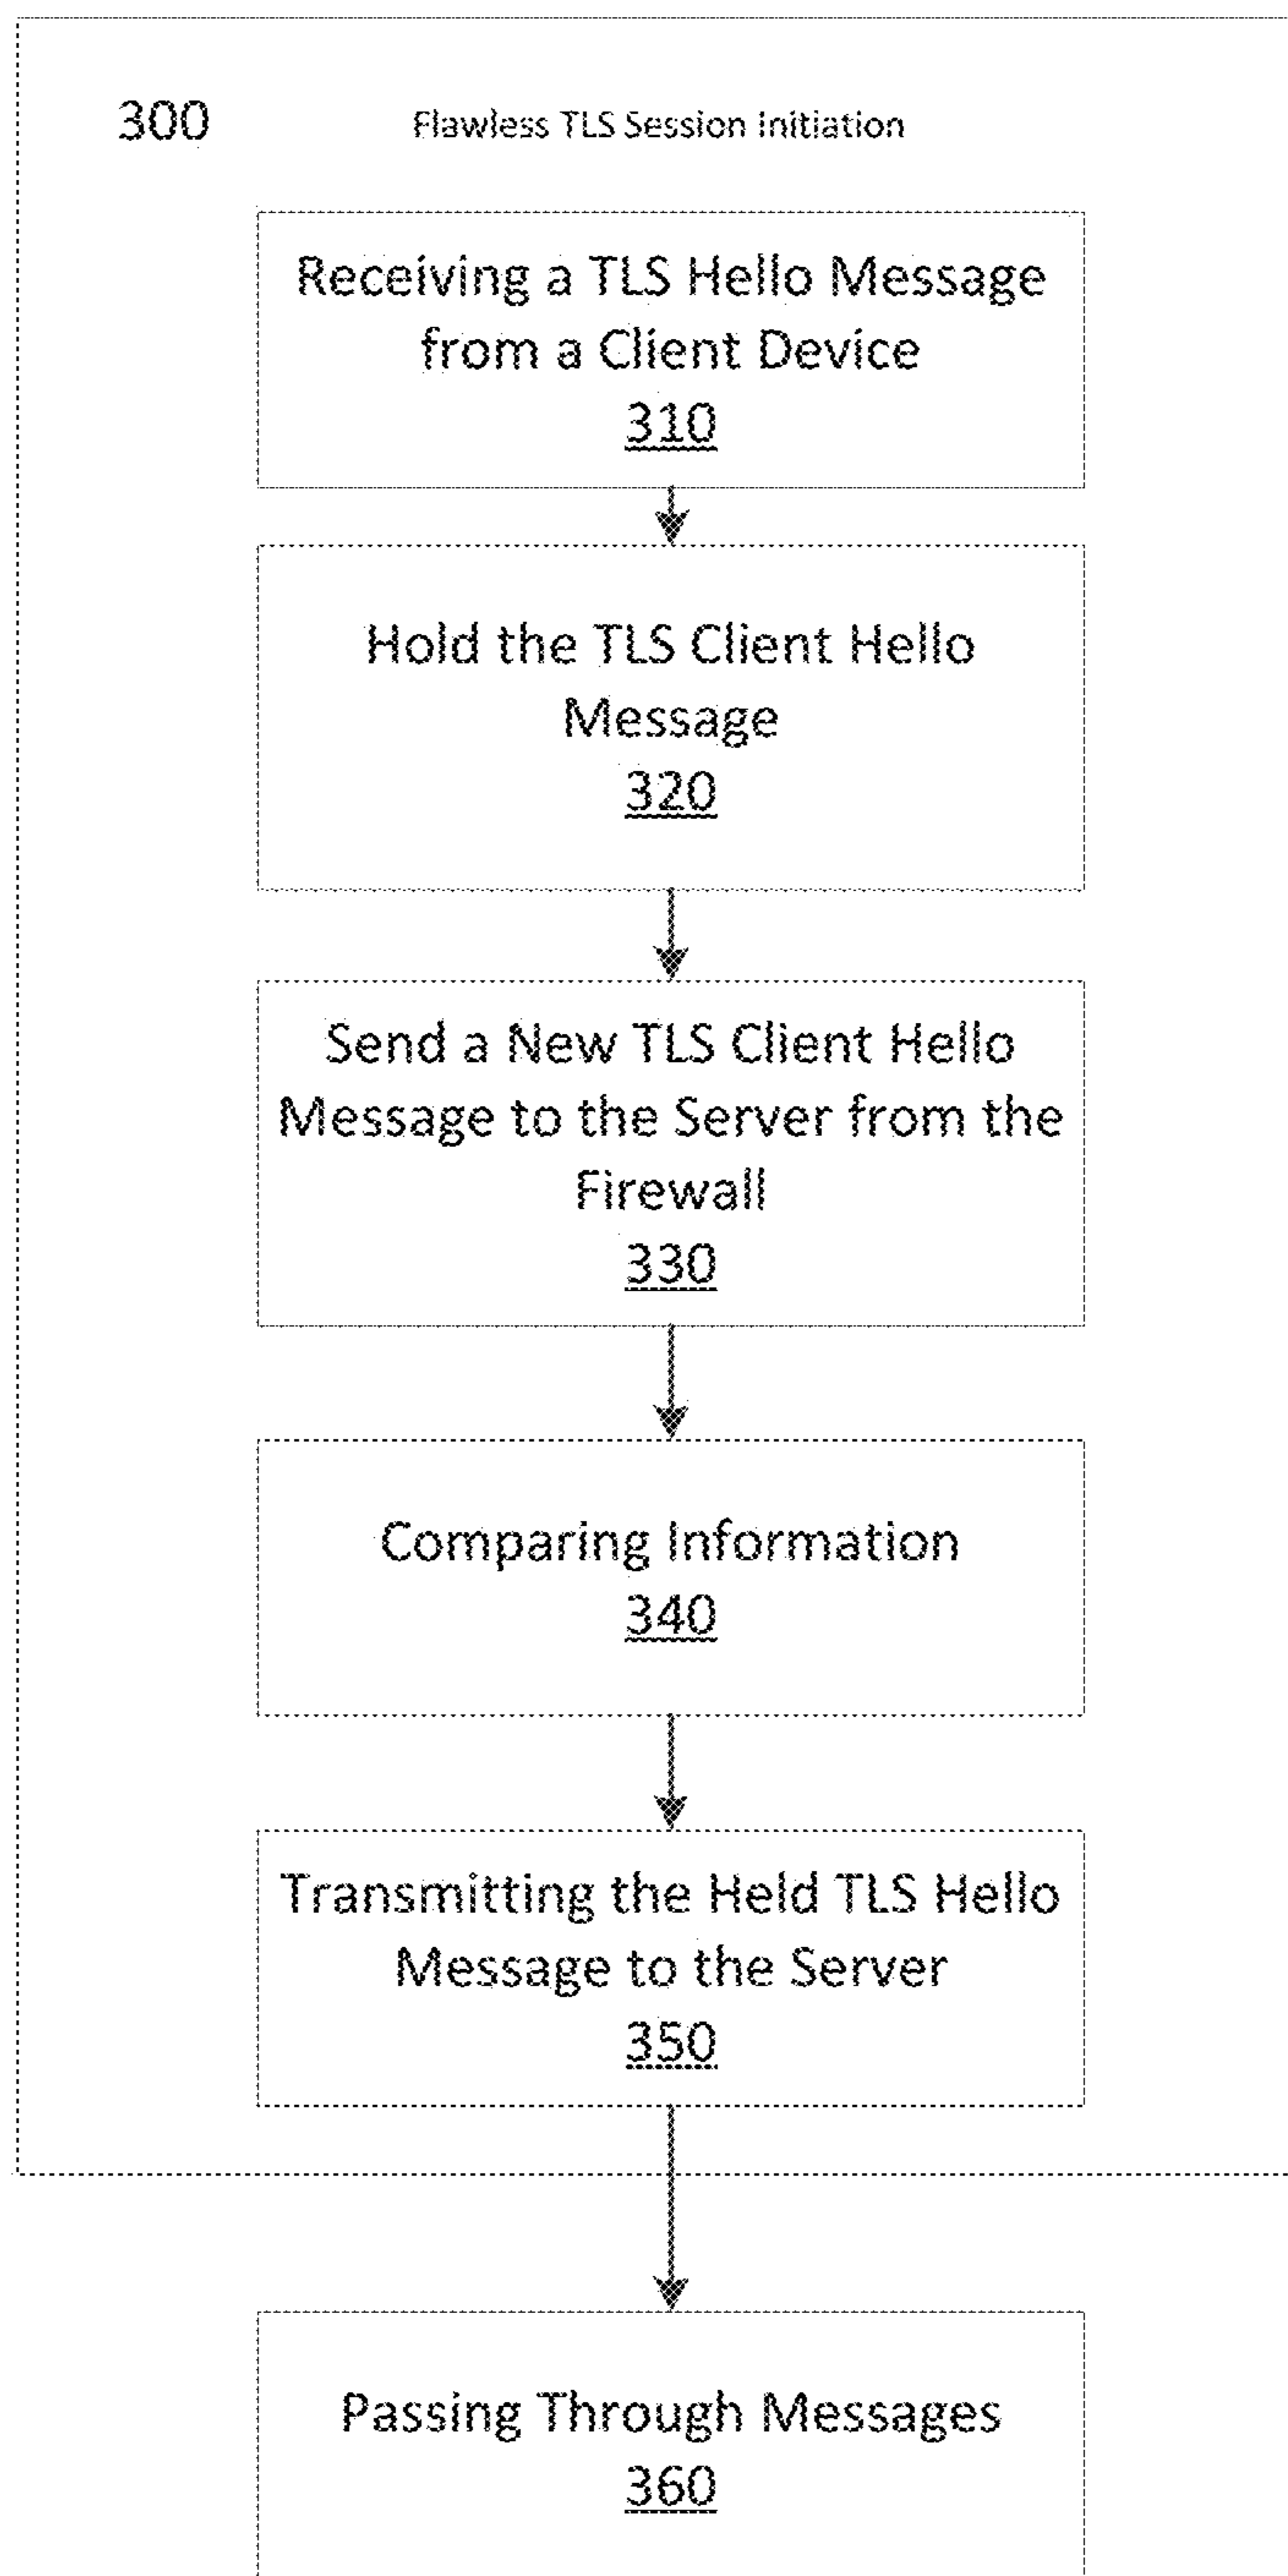 300
Flawless TLS Session Initiation
Receiving a TLS Hello Message
from a Client Device
310
Hold the TLS Client Hello
Message
320
Send a New TLS Client Hello
Message to the Server from the
Firewall
330
Comparing Information
340
Transmitting the Held TLS Hello
Message to the Server
350
Passing Through Messages
360